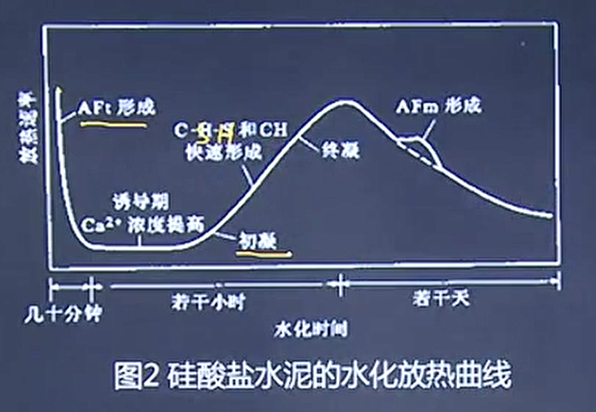 放热速率
AFt 形成
C-S-H 和 CH
快速形成
AFm 形成
终凝
诱导期
Ca²⁺ 浓度提高
初凝
几十分钟
若干小时
若干天
水化时间
图2 硅酸盐水泥的水化放热曲线